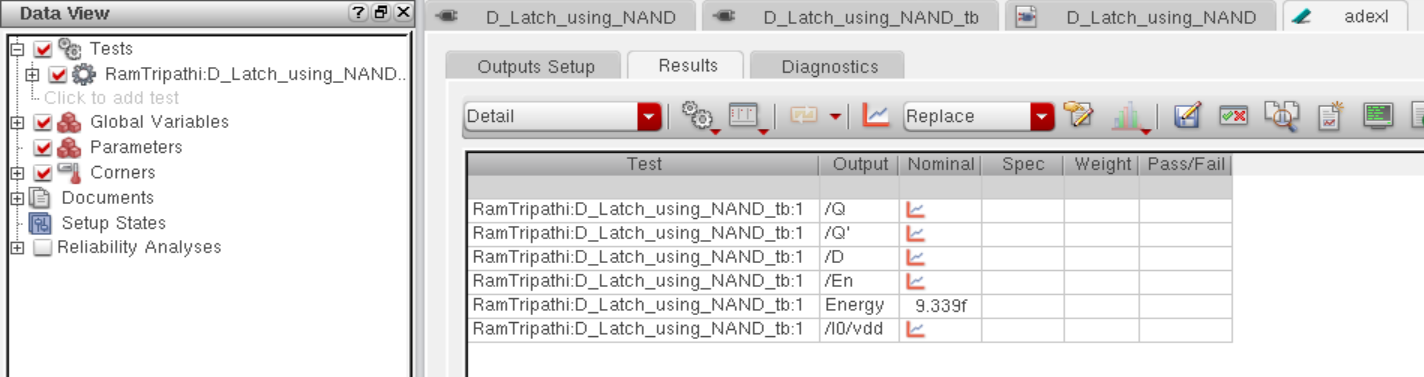 Data View
Tests
RamTripathi:D_Latch_using_NAND..
Click to add test
Global Variables
Parameters
Corners
Documents
Setup States
Reliability Analyses
D_Latch_using_NAND D_Latch_using_NAND_tb D_Latch_using_NAND adexl
Outputs Setup Results Diagnostics
Detail Replace
Test Output Nominal Spec Weight Pass/Fail
RamTripathi:D_Latch_using_NAND_tb:1 /Q
RamTripathi:D_Latch_using_NAND_tb:1 /Q'
RamTripathi:D_Latch_using_NAND_tb:1 /D
RamTripathi:D_Latch_using_NAND_tb:1 /En
RamTripathi:D_Latch_using_NAND_tb:1 Energy 9.339f
RamTripathi:D_Latch_using_NAND_tb:1 /I0/vdd